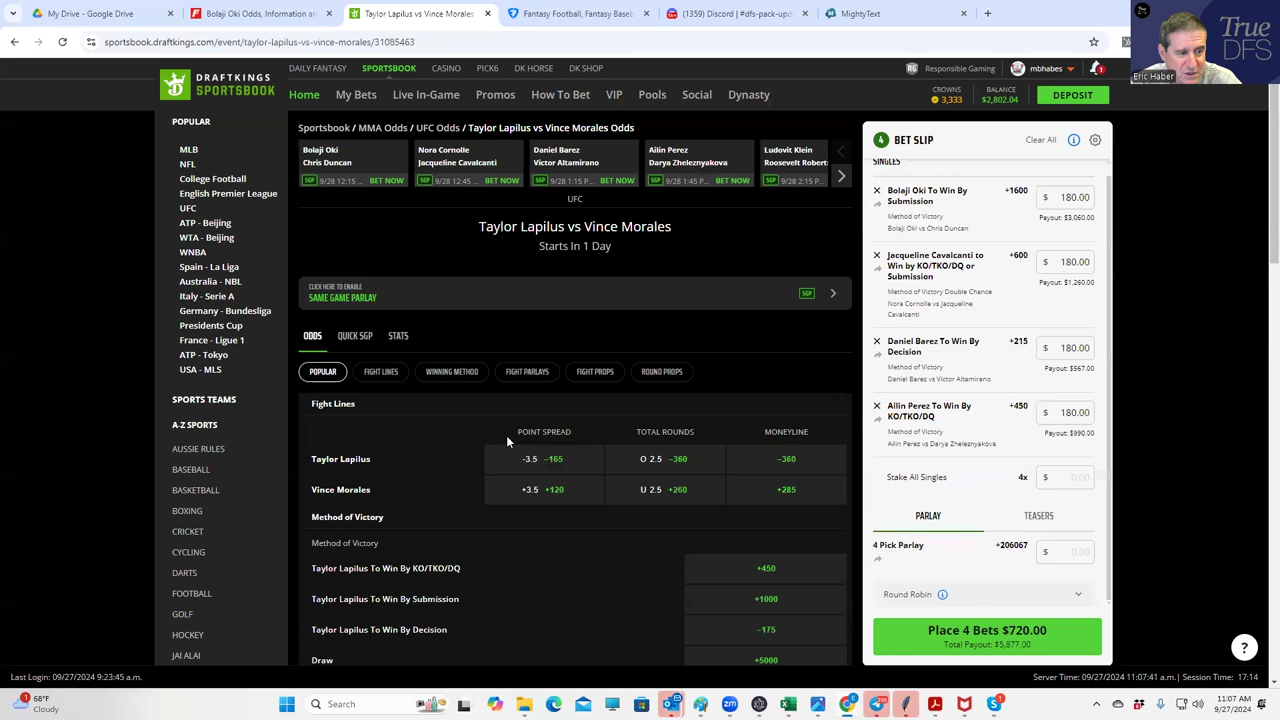 My Drive - Google Drive
Bolaji Oki Odds, Information an
Taylor Lapilus vs Vince Morales
Fantasy Football, Fantasy Baseb
(1359) Discord | #dfs-pack-upd
MightyText
sportsbook.draftkings.com/event/taylor-lapilus-vs-vince-morales/31085463
True
DFS
Eric Haber
DRAFTKINGS
SPORTSBOOK
DAILY FANTASY
SPORTSBOOK
CASINO
PICK6
DK HORSE
DK SHOP
RG
Responsible Gaming
mbhabes
1
Home
My Bets
Live In-Game
Promos
How To Bet
VIP
Pools
Social
Dynasty
CROWNS
3,333
BALANCE
$2,802.04
DEPOSIT
POPULAR
MLB
NFL
College Football
English Premier League
UFC
ATP - Beijing
WTA - Beijing
WNBA
Spain - La Liga
Australia - NBL
Italy - Serie A
Germany - Bundesliga
Presidents Cup
France - Ligue 1
ATP - Tokyo
USA - MLS
SPORTS TEAMS
A-Z SPORTS
AUSSIE RULES
BASEBALL
BASKETBALL
BOXING
CRICKET
CYCLING
DARTS
FOOTBALL
GOLF
HOCKEY
JAI ALAI
Sportsbook / MMA Odds / UFC Odds / Taylor Lapilus vs Vince Morales Odds
Bolaji Oki
Chris Duncan
SGP 9/28 12:15 ... BET NOW
Nora Cornolle
Jacqueline Cavalcanti
SGP 9/28 12:45 ... BET NOW
Daniel Barez
Victor Altamirano
SGP 9/28 1:15 P... BET NOW
Ailin Perez
Darya Zheleznyakova
SGP 9/28 1:45 P... BET NOW
Ludovit Klein
Roosevelt Robert
SGP 9/28 2:15 P...
UFC
Taylor Lapilus vs Vince Morales
Starts In 1 Day
CLICK HERE TO ENABLE
SAME GAME PARLAY
SGP
ODDS
QUICK SGP
STATS
POPULAR
FIGHT LINES
WINNING METHOD
FIGHT PARLAYS
FIGHT PROPS
ROUND PROPS
Fight Lines
POINT SPREAD
TOTAL ROUNDS
MONEYLINE
Taylor Lapilus
-3.5 −165
O 2.5 −360
−360
Vince Morales
+3.5 +120
U 2.5 +260
+285
Method of Victory
Method of Victory
Taylor Lapilus To Win By KO/TKO/DQ
+450
Taylor Lapilus To Win By Submission
+1000
Taylor Lapilus To Win By Decision
−175
Draw
+5000
4
BET SLIP
Clear All
SINGLES
Bolaji Oki To Win By Submission
+1600
$ 180.00
Method of Victory
Payout: $3,060.00
Bolaji Oki vs Chris Duncan
Jacqueline Cavalcanti to Win by KO/TKO/DQ or Submission
+600
$ 180.00
Payout: $1,260.00
Method of Victory Double Chance
Nora Cornolle vs Jacqueline Cavalcanti
Daniel Barez To Win By Decision
+215
$ 180.00
Method of Victory
Payout: $567.00
Daniel Barez vs Victor Altamirano
Ailin Perez To Win By KO/TKO/DQ
+450
$ 180.00
Method of Victory
Payout: $990.00
Ailin Perez vs Darya Zheleznyakova
Stake All Singles
4x
$ 0.00
PARLAY
TEASERS
4 Pick Parlay
+206067
$ 0.00
Round Robin
Place 4 Bets $720.00
Total Payout: $5,877.00
?
Last Login: 09/27/2024 9:23:45 a.m.
Server Time: 09/27/2024 11:07:41 a.m.| Session Time: 17:14
68°F
Cloudy
Search
11:07 AM
9/27/2024